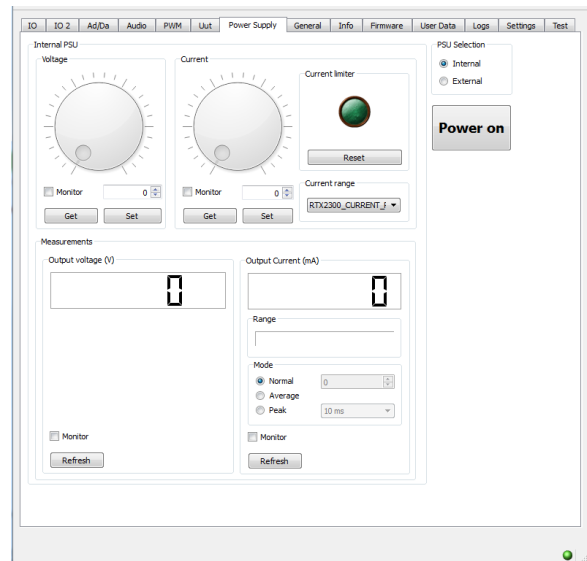 IO IO 2 Ad/Da Audio PWM Uut Power Supply General Info Firmware User Data Logs Settings Test
Internal PSU
Voltage
Current
Current limiter
Reset
Current range
RTX2300_CURRENT_F
Monitor 0
Get Set
Monitor 0
Get Set
PSU Selection
Internal
External
Power on
Measurements
Output voltage (V)
0
Monitor
Refresh
Output Current (mA)
0
Range
Mode
Normal 0
Average
Peak 10 ms
Monitor
Refresh